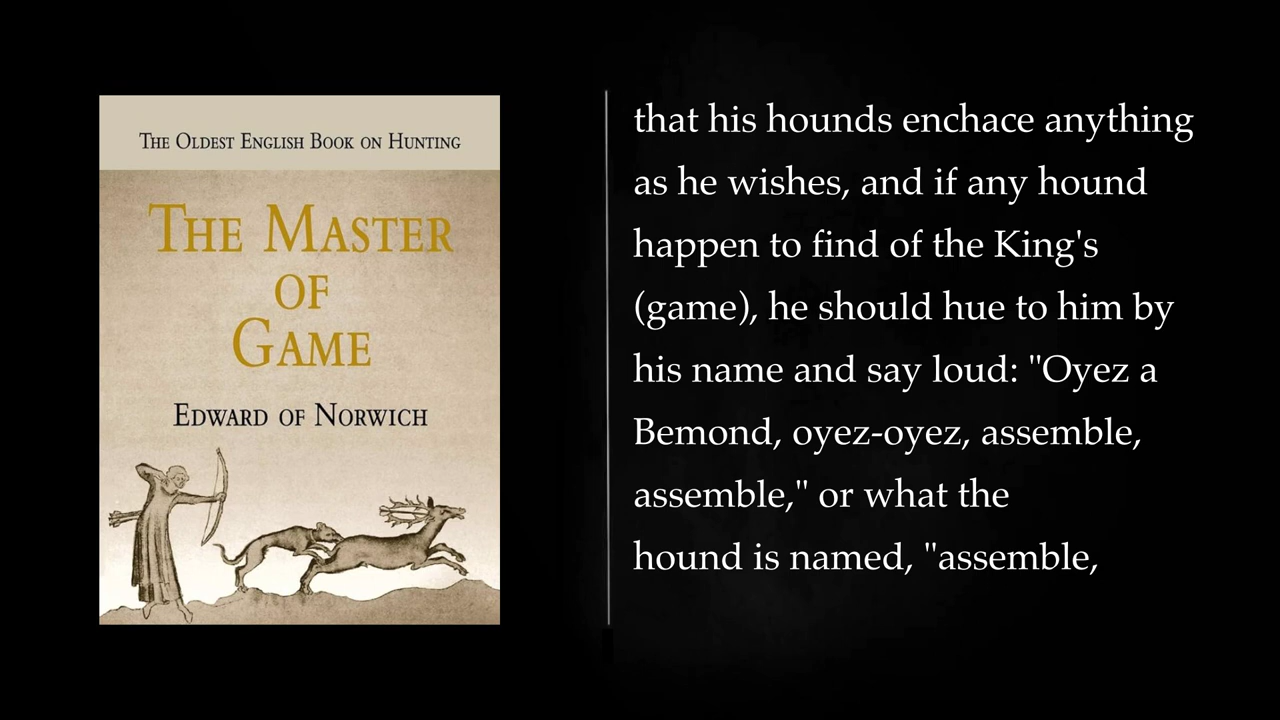 The Oldest English Book on Hunting
The Master
of
Game
Edward of Norwich
that his hounds enchace anything
as he wishes, and if any hound
happen to find of the King's
(game), he should hue to him by
his name and say loud: "Oyez a
Bemond, oyez-oyez, assemble,
assemble," or what the
hound is named, "assemble,